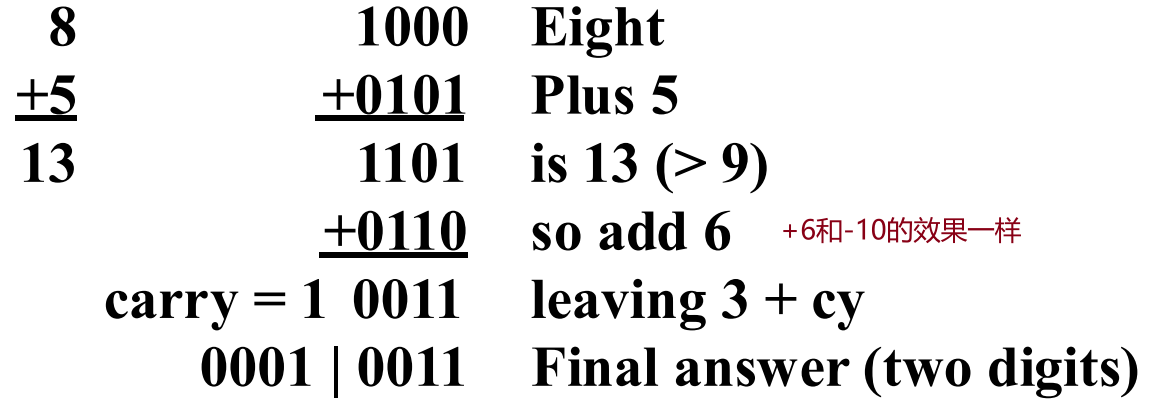 8 1000 Eight
+5 +0101 Plus 5
13 1101 is 13 (> 9)
+0110 so add 6 +6和-10的效果一样
carry = 1 0011 leaving 3 + cy
0001 | 0011 Final answer (two digits)